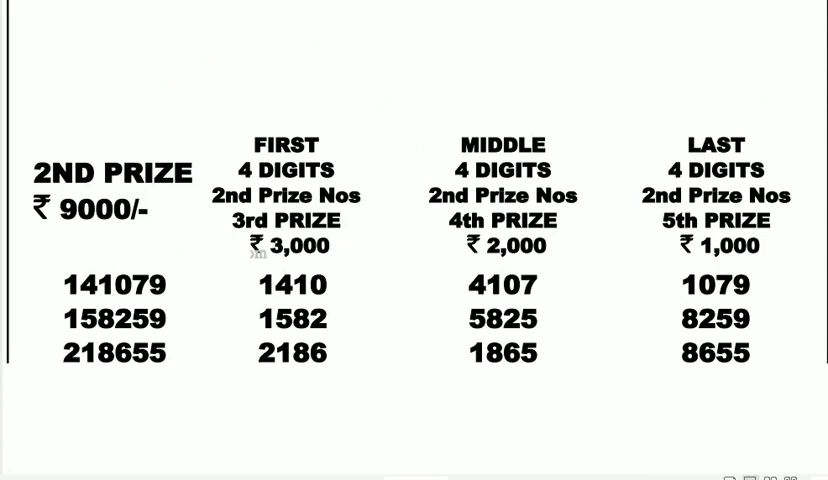 2ND PRIZE
₹ 9000/-
FIRST
4 DIGITS
2nd Prize Nos
3rd PRIZE
₹ 3,000
MIDDLE
4 DIGITS
2nd Prize Nos
4th PRIZE
₹ 2,000
LAST
4 DIGITS
2nd Prize Nos
5th PRIZE
₹ 1,000
141079 1410 4107 1079
158259 1582 5825 8259
218655 2186 1865 8655